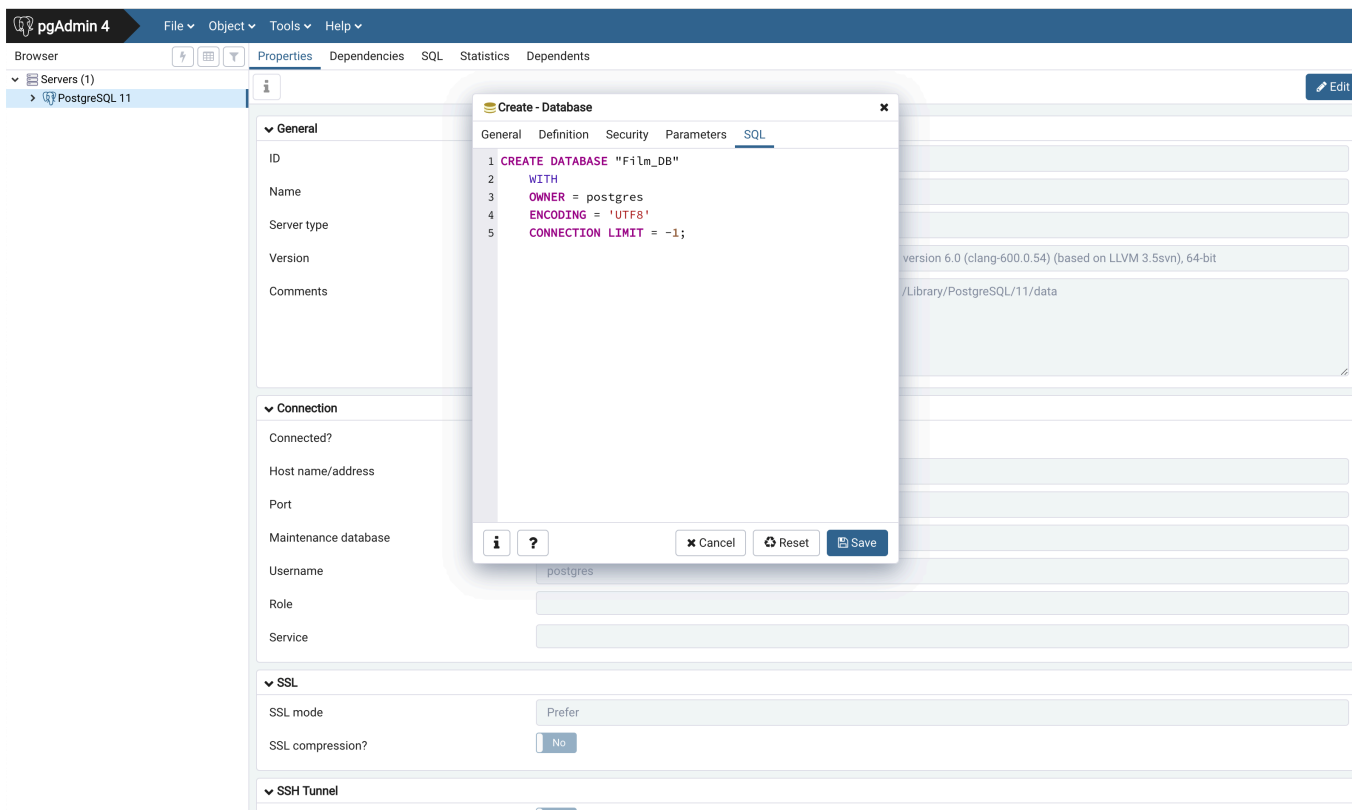 pgAdmin 4 File Object Tools Help
Browser Properties Dependencies SQL Statistics Dependents
Servers (1)
PostgreSQL 11
i Edit
Create - Database
General Definition Security Parameters SQL
1 CREATE DATABASE "Film_DB"
2 WITH
3 OWNER = postgres
4 ENCODING = 'UTF8'
5 CONNECTION LIMIT = -1;
i ? Cancel Reset Save
General
ID
Name
Server type
Version version 6.0 (clang-600.0.54) (based on LLVM 3.5svn), 64-bit
Comments /Library/PostgreSQL/11/data
Connection
Connected?
Host name/address
Port
Maintenance database
Username postgres
Role
Service
SSL
SSL mode Prefer
SSL compression? No
SSH Tunnel